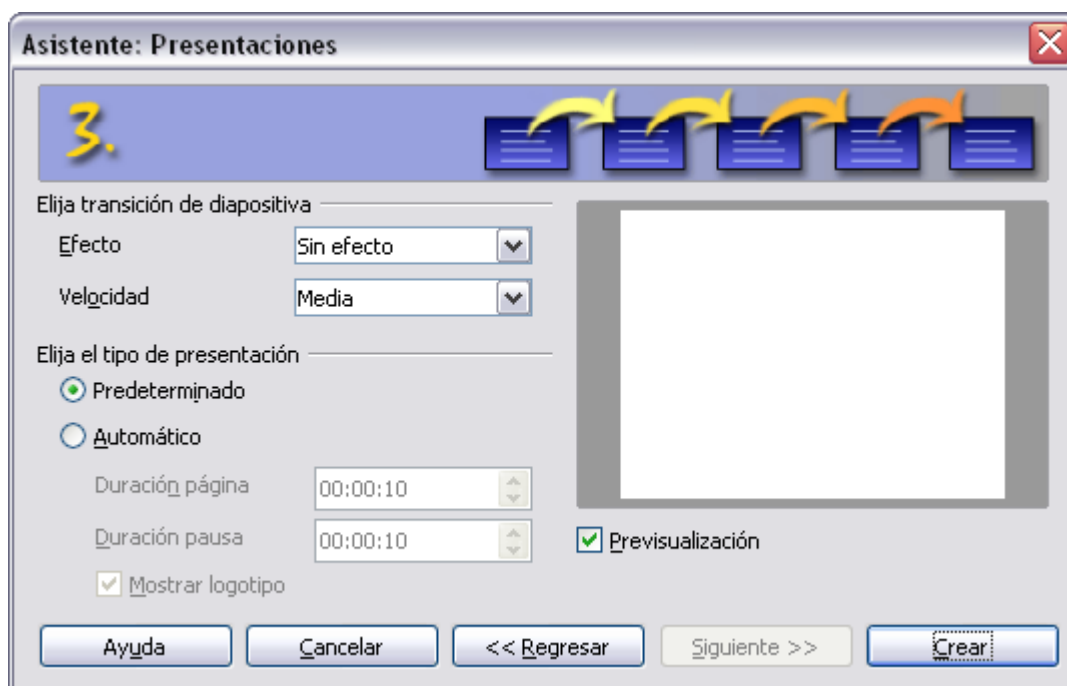 Asistente: Presentaciones
3.
Elija transición de diapositiva
Efecto
Sin efecto
Velocidad
Media
Elija el tipo de presentación
Predeterminado
Automático
Duración página
00:00:10
Duración pausa
00:00:10
Mostrar logotipo
Previsualización
Ayuda
Cancelar
<< Regresar
Siguiente >>
Crear